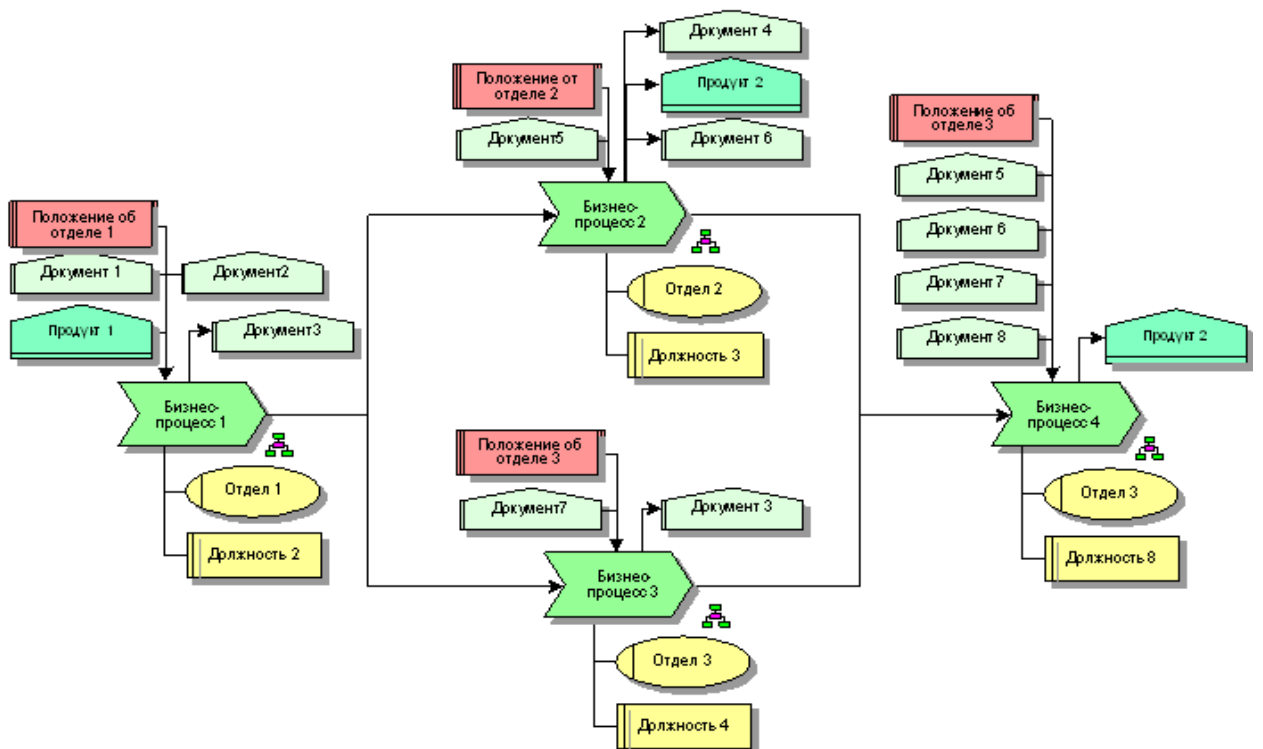 Документ 4
Положение от
отделе 2
Продукт 2
Документ5
Документ 6
Бизнес-
процесс 2
Отдел 2
Должность 3
Положение об
отделе 1
Документ 1
Документ2
Продукт 1
Документ3
Бизнес-
процесс 1
Отдел 1
Должность 2
Положение об
отделе 3
Документ7
Документ 3
Бизнес-
процесс 3
Отдел 3
Должность 4
Положение об
отделе 3
Документ 5
Документ 6
Документ 7
Документ 8
Продукт 2
Бизнес-
процесс 4
Отдел 3
Должность 8